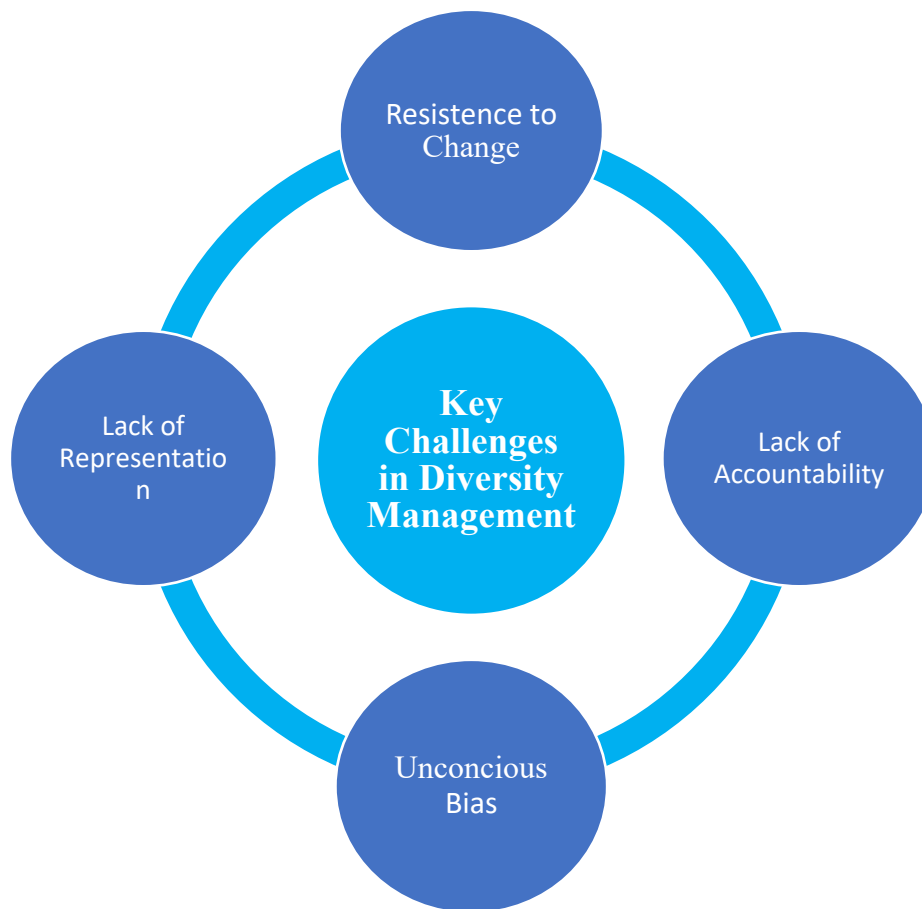 Resistence to
Change
Lack of
Representatio
n
Key
Challenges
in Diversity
Management
Lack of
Accountability
Unconcious
Bias